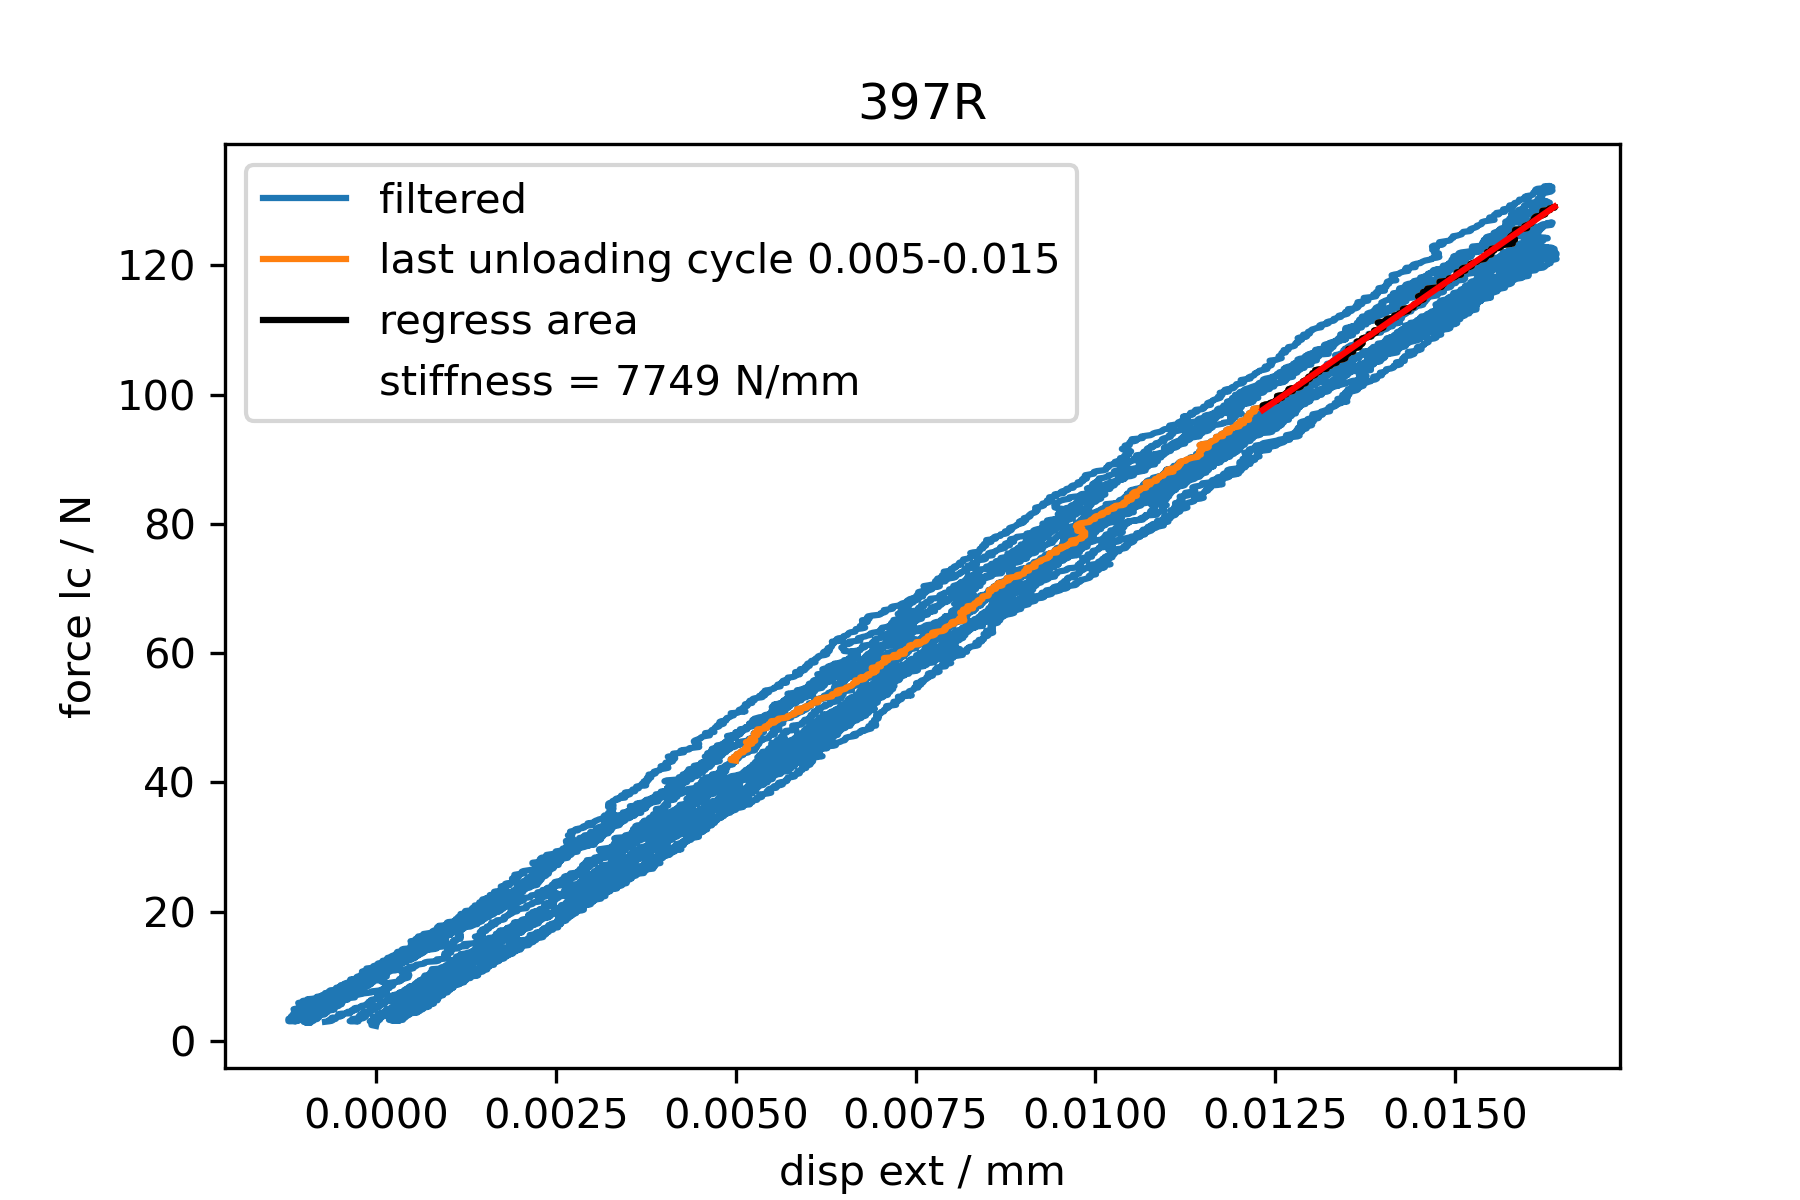 397R
filtered
last unloading cycle 0.005-0.015
regress area
stiffness = 7749 N/mm
force lc / N
120
100
80
60
40
20
0
0.0000 0.0025 0.0050 0.0075 0.0100 0.0125 0.0150
disp ext / mm